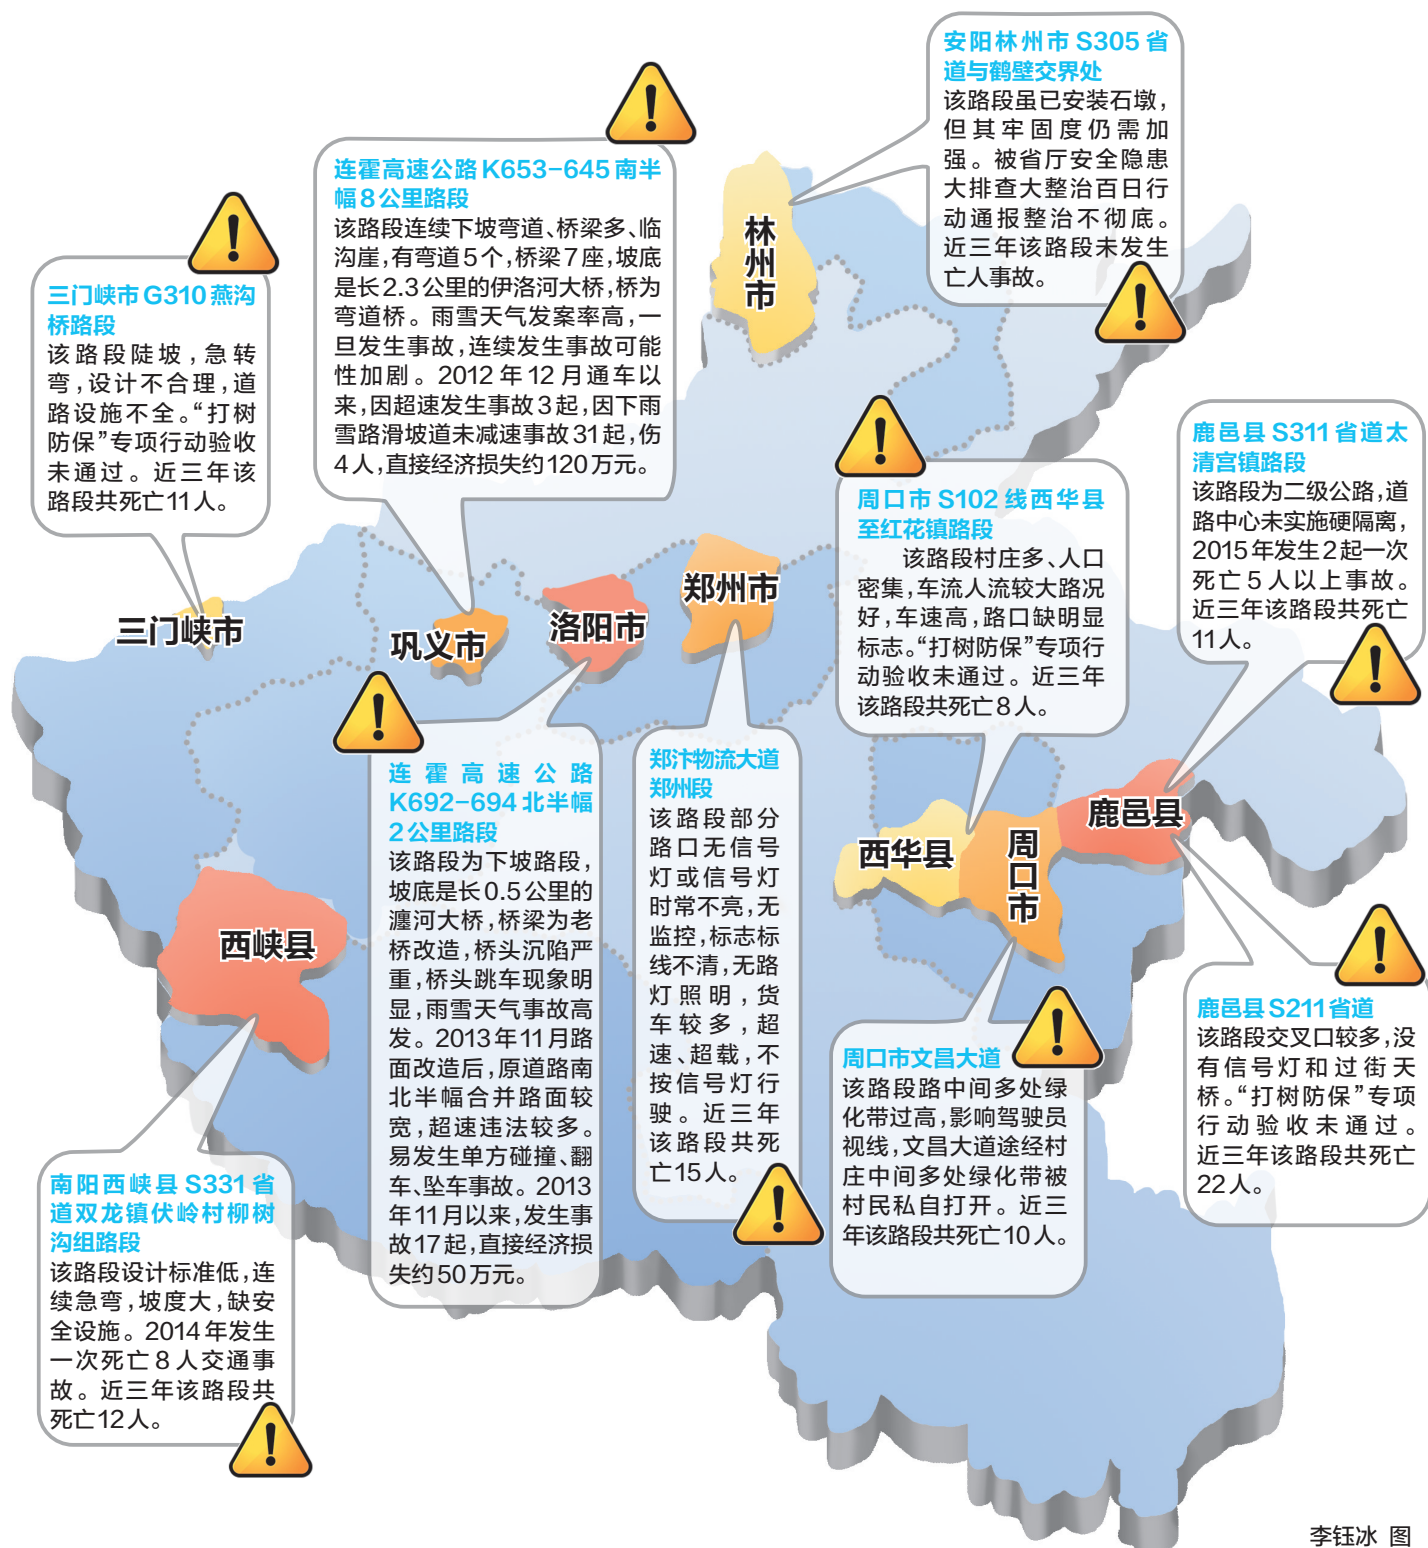 安阳林州市S305省
道与鹤壁交界处
该路段虽已安装石墩，
但其牢固度仍需加
强。被省厅安全隐患
大排查大整治百日行
动通报整治不彻底。
近三年该路段未发生
亡人事故。
连霍高速公路K653-645南半
幅8公里路段
该路段连续下坡弯道、桥梁多、临
沟崖，有弯道5个，桥梁7座，坡底
是长2.3公里的伊洛河大桥，桥为
弯道桥。雨雪天气发案率高，一
旦发生事故，连续发生事故可能
性加剧。2012年12月通车以
来，因超速发生事故3起，因下雨
雪路滑坡道未减速事故31起，伤
4人，直接经济损失约120万元。
三门峡市G310燕沟
桥路段
该路段陡坡，急转
弯，设计不合理，道
路设施不全。“打树
防保”专项行动验收
未通过。近三年该
路段共死亡11人。
鹿邑县S311省道太
清宫镇路段
该路段为二级公路，道
路中心未实施硬隔离，
2015年发生2起一次
死亡5人以上事故。
近三年该路段共死亡
11人。
周口市S102线西华县
至红花镇路段
该路段村庄多、人口
密集，车流人流较大路况
好，车速高，路口缺明显
标志。“打树防保”专项行
动验收未通过。近三年
该路段共死亡8人。
林州市
三门峡市
巩义市
洛阳市
郑州市
西华县
周口市
鹿邑县
西峡县
连霍高速公路
K692-694北半幅
2公里路段
该路段为下坡路段，
坡底是长0.5公里的
瀍河大桥，桥梁为老
桥改造，桥头沉陷严
重，桥头跳车现象明
显，雨雪天气事故高
发。2013年11月路
面改造后，原道路南
北半幅合并路面较
宽，超速违法较多。
易发生单方碰撞、翻
车、坠车事故。2013
年11月以来，发生事
故17起，直接经济损
失约50万元。
郑汴物流大道
郑州段
该路段部分
路口无信号
灯或信号灯
时常不亮，无
监控，标志标
线不清，无路
灯照明，货
车较多，超
速、超载，不
按信号灯行
驶。近三年
该路段共死
亡15人。
周口市文昌大道
该路段路中间多处绿
化带过高，影响驾驶员
视线，文昌大道途经村
庄中间多处绿化带被
村民私自打开。近三
年该路段共死亡10人。
鹿邑县S211省道
该路段交叉口较多，没
有信号灯和过街天
桥。“打树防保”专项
行动验收未通过。
近三年该路段共死亡
22人。
南阳西峡县S331省
道双龙镇伏岭村柳树
沟组路段
该路段设计标准低，连
续急弯，坡度大，缺安
全设施。2014年发生
一次死亡8人交通事
故。近三年该路段共
死亡12人。
李钰冰 图